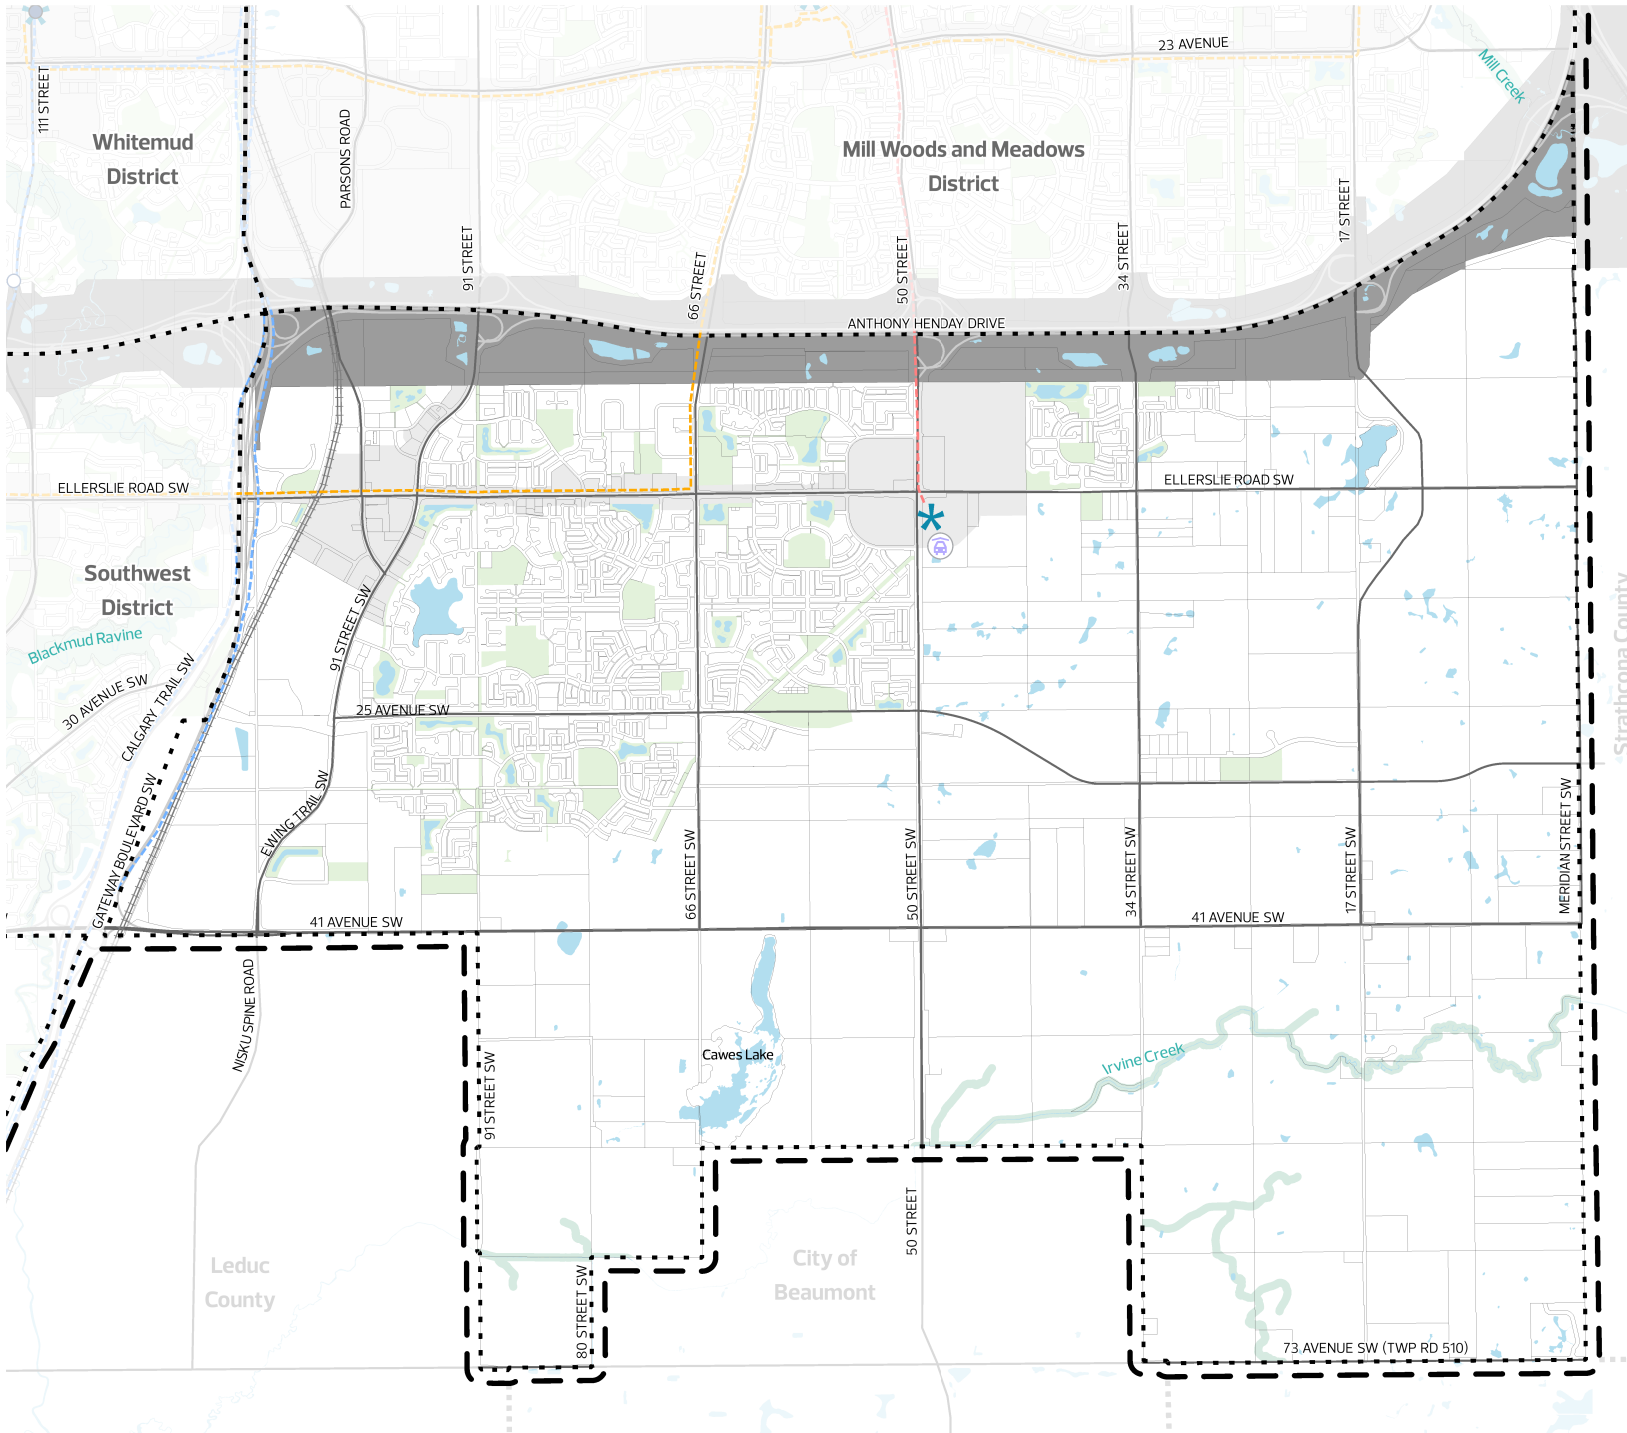 23 AVENUE
Mill Creek
111 STREET
Whitemud
District
PARSONS ROAD
Mill Woods and Meadows
District
91 STREET
66 STREET
50 STREET
34 STREET
17 STREET
ANTHONY HENDAY DRIVE
ELLERSLIE ROAD SW
ELLERSLIE ROAD SW
Southwest
District
Blackmud Ravine
91 STREET SW
Strathcona County
30 AVENUE SW
CALGARY TRAIL SW
25 AVENUE SW
GATEWAY BOULEVARD SW
EWING TRAIL SW
66 STREET SW
50 STREET SW
34 STREET SW
17 STREET SW
MERIDIAN STREET SW
41 AVENUE SW
41 AVENUE SW
NISKU SPINE ROAD
91 STREET SW
Cawes Lake
Irvine Creek
50 STREET
Leduc
County
80 STREET SW
City of
Beaumont
73 AVENUE SW (TWP RD 510)